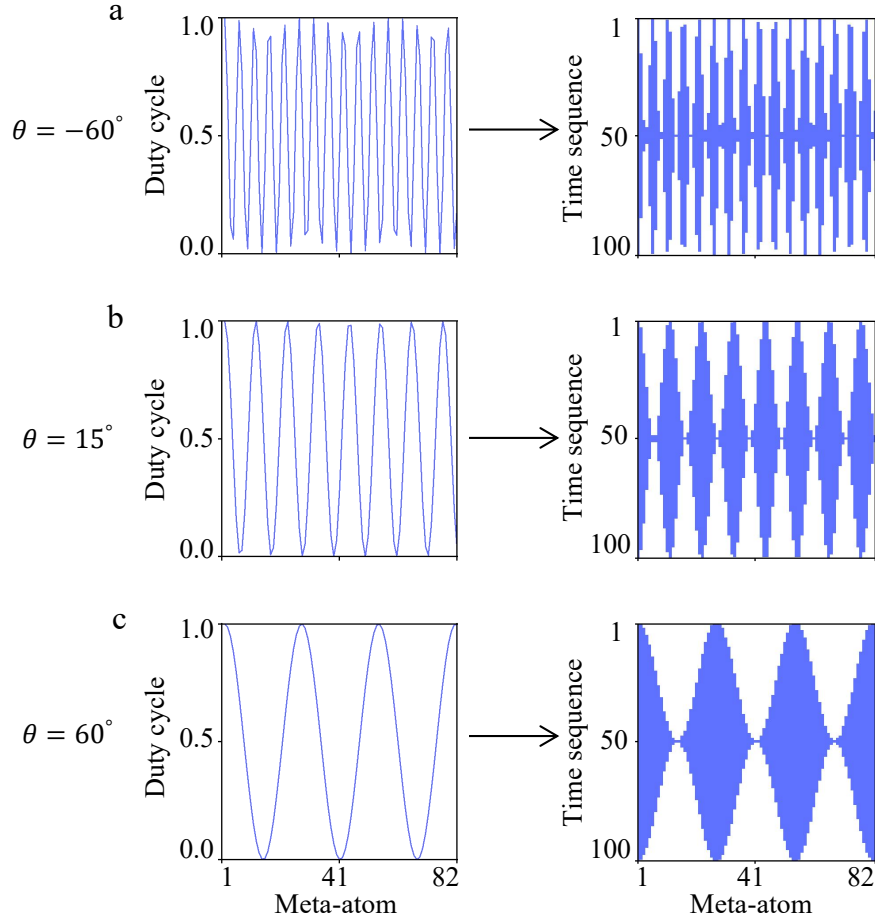 a
θ = −60°
Duty cycle
1.0
0.5
0.0
Time sequence
1
50
100
b
θ = 15°
Duty cycle
1.0
0.5
0.0
Time sequence
1
50
100
c
θ = 60°
Duty cycle
1.0
0.5
0.0
1 41 82
Meta-atom
Time sequence
1
50
100
1 41 82
Meta-atom